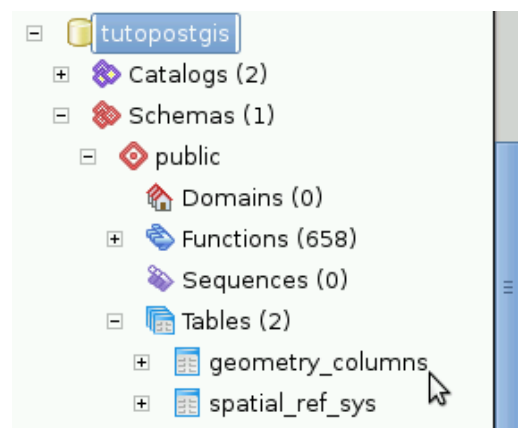 tutopostgis
Catalogs (2)
Schemas (1)
public
Domains (0)
Functions (658)
Sequences (0)
Tables (2)
geometry_columns
spatial_ref_sys